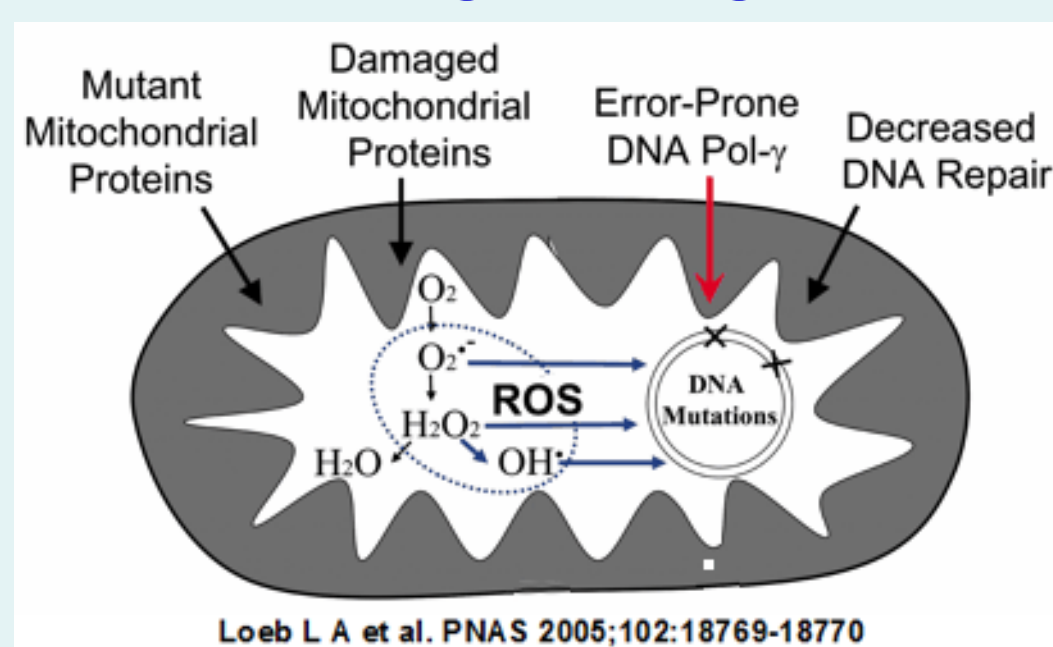 Mutant
Mitochondrial
Proteins
Damaged
Mitochondrial
Proteins
Error-Prone
DNA Pol-γ
Decreased
DNA Repair
O₂
O₂•-
ROS
H₂O₂
H₂O
OH•
DNA
Mutations
Loeb L A et al. PNAS 2005;102:18769-18770